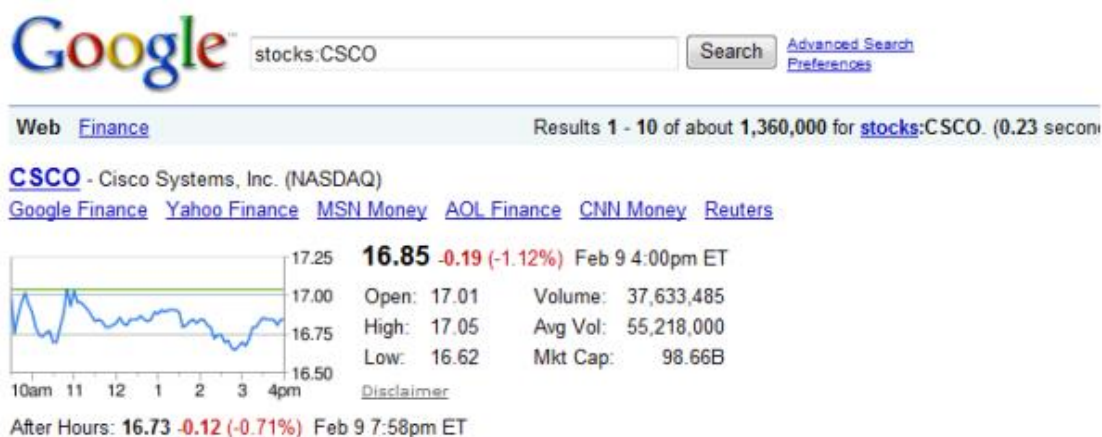 Google™ stocks:CSCO Search Advanced Search
Preferences
Web Finance Results 1 - 10 of about 1,360,000 for stocks:CSCO. (0.23 secon
CSCO - Cisco Systems, Inc. (NASDAQ)
Google Finance Yahoo Finance MSN Money AOL Finance CNN Money Reuters
17.25 16.85 -0.19 (-1.12%) Feb 9 4:00pm ET
17.00 Open: 17.01 Volume: 37,633,485
16.75 High: 17.05 Avg Vol: 55,218,000
Low: 16.62 Mkt Cap: 98.66B
16.50
10am 11 12 1 2 3 4pm Disclaimer
After Hours: 16.73 -0.12 (-0.71%) Feb 9 7:58pm ET